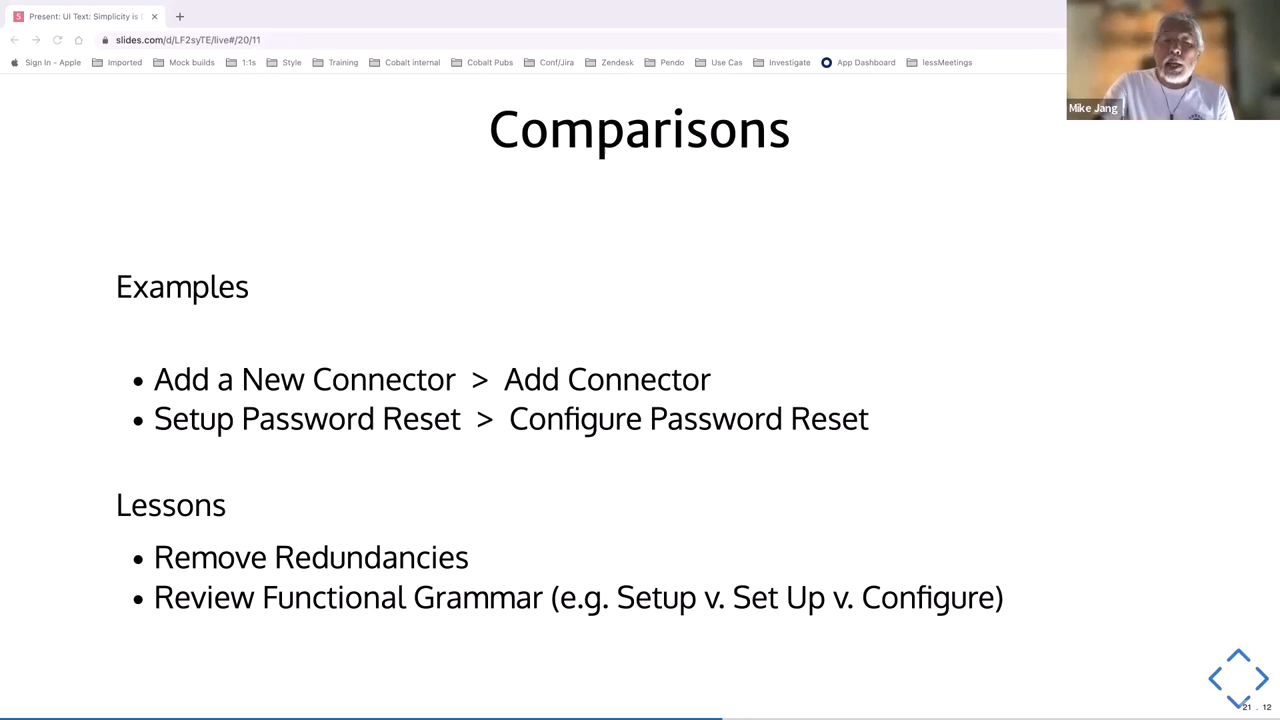 Present: UI Text: Simplicity is
slides.com/d/LF2syTE/live#/20/11
Sign In - Apple Imported Mock builds 1:1s Style Training Cobalt internal Cobalt Pubs Conf/Jira Zendesk Pendo Use Cas Investigate App Dashboard lessMeetings
Mike Jang
Comparisons
Examples
• Add a New Connector > Add Connector
• Setup Password Reset > Configure Password Reset
Lessons
• Remove Redundancies
• Review Functional Grammar (e.g. Setup v. Set Up v. Configure)
21 . 12